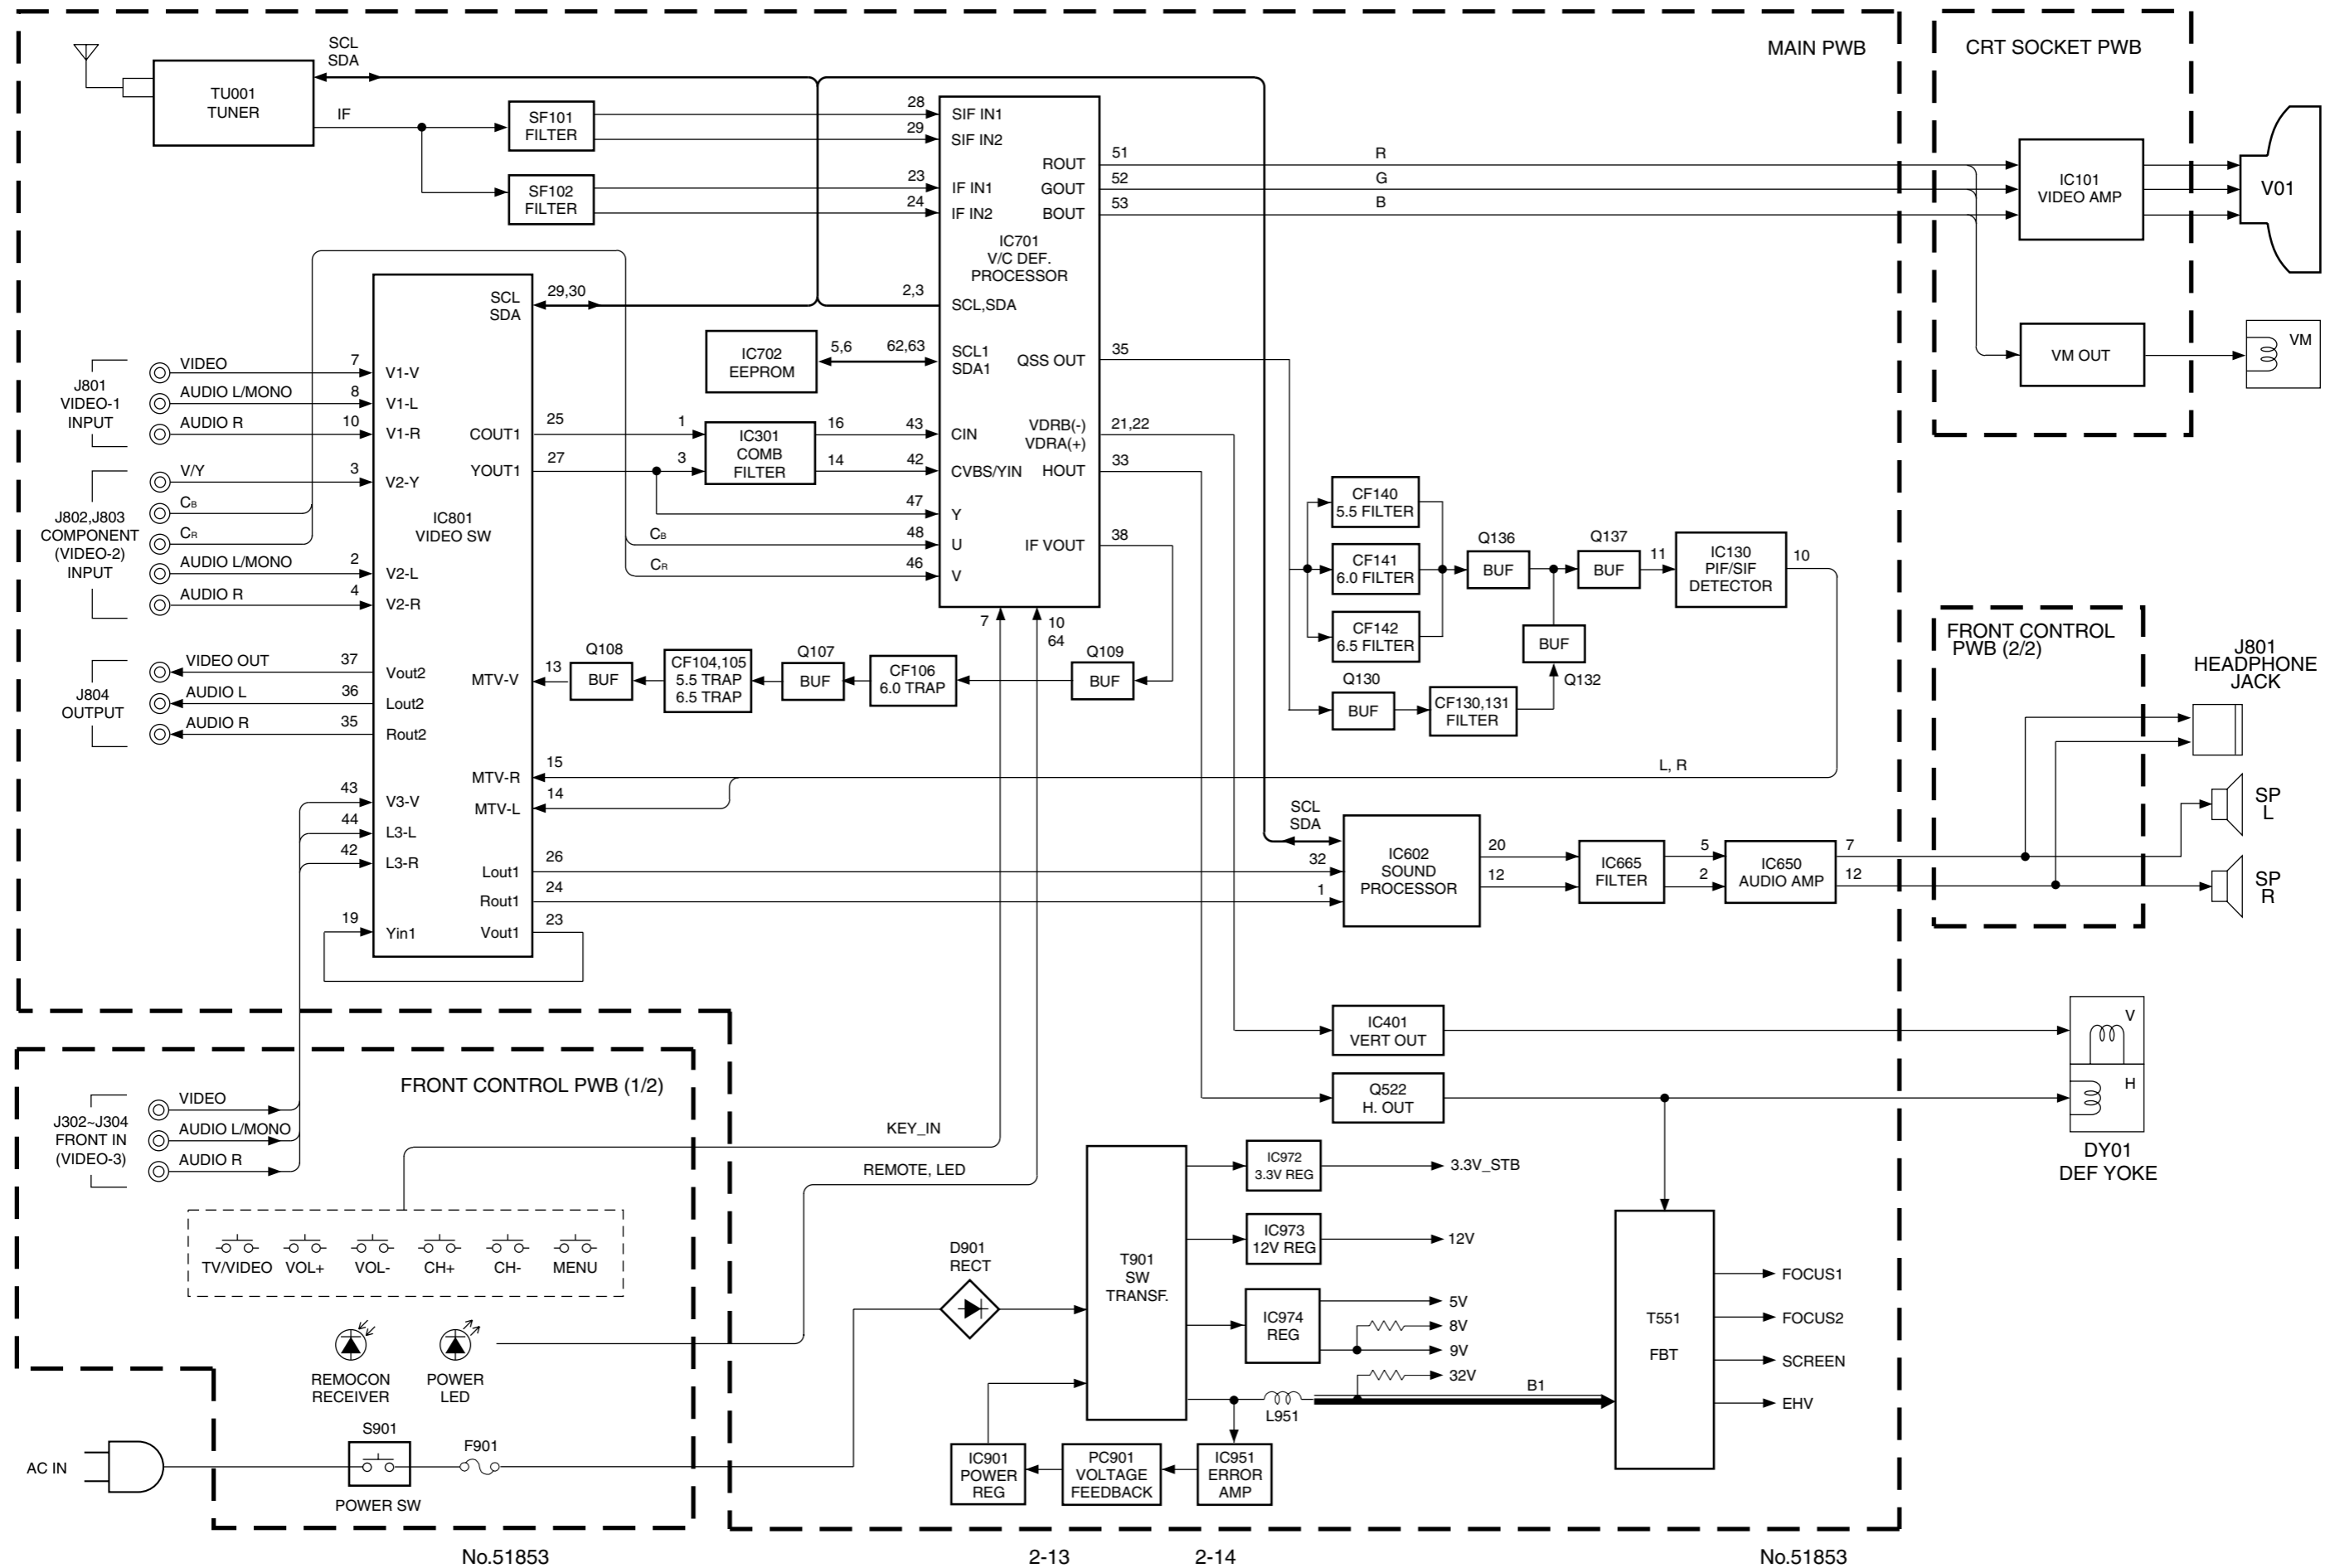 MAIN PWB
CRT SOCKET PWB
SCL
SDA
TU001
TUNER
IF
SF101
FILTER
SF102
FILTER
28
29
23
24
SIF IN1
SIF IN2
IF IN1
IF IN2
ROUT
GOUT
BOUT
51
52
53
R
G
B
IC701
V/C DEF.
PROCESSOR
IC101
VIDEO AMP
V01
VM OUT
VM
SCL
SDA
29,30
2,3
SCL,SDA
IC702
EEPROM
5,6
62,63
SCL1
SDA1
QSS OUT
35
J801
VIDEO-1
INPUT
VIDEO
7
V1-V
AUDIO L/MONO
8
V1-L
AUDIO R
10
V1-R
COUT1
25
1
IC301
COMB
FILTER
16
43
CIN
VDRB(-)
VDRA(+)
21,22
YOUT1
27
3
14
42
CVBS/YIN
HOUT
33
J802,J803
COMPONENT
(VIDEO-2)
INPUT
V/Y
3
V2-Y
CB
CR
AUDIO L/MONO
2
V2-L
AUDIO R
4
V2-R
IC801
VIDEO SW
47
Y
CB
48
U
CR
46
V
IF VOUT
38
7
10
64
CF140
5.5 FILTER
CF141
6.0 FILTER
CF142
6.5 FILTER
Q136
BUF
Q137
BUF
11
IC130
PIF/SIF
DETECTOR
10
BUF
Q132
Q130
BUF
CF130,131
FILTER
J804
OUTPUT
VIDEO OUT
37
Vout2
AUDIO L
36
Lout2
AUDIO R
35
Rout2
MTV-V
13
Q108
BUF
CF104,105
5.5 TRAP
6.5 TRAP
Q107
BUF
CF106
6.0 TRAP
Q109
BUF
FRONT CONTROL
PWB (2/2)
J801
HEADPHONE
JACK
MTV-R
15
L, R
MTV-L
14
43
V3-V
44
L3-L
42
L3-R
Lout1
26
Rout1
24
19
Yin1
Vout1
23
SCL
SDA
32
1
IC602
SOUND
PROCESSOR
20
12
IC665
FILTER
5
2
IC650
AUDIO AMP
7
12
SP
L
SP
R
IC401
VERT OUT
Q522
H. OUT
V
H
DY01
DEF YOKE
FRONT CONTROL PWB (1/2)
J302~J304
FRONT IN
(VIDEO-3)
VIDEO
AUDIO L/MONO
AUDIO R
KEY_IN
REMOTE, LED
TV/VIDEO
VOL+
VOL-
CH+
CH-
MENU
REMOCON
RECEIVER
POWER
LED
D901
RECT
T901
SW
TRANSF.
IC972
3.3V REG
3.3V_STB
IC973
12V REG
12V
IC974
REG
5V
8V
9V
32V
L951
B1
T551
FBT
FOCUS1
FOCUS2
SCREEN
EHV
AC IN
S901
POWER SW
F901
IC901
POWER
REG
PC901
VOLTAGE
FEEDBACK
IC951
ERROR
AMP
No.51853
2-13
2-14
No.51853